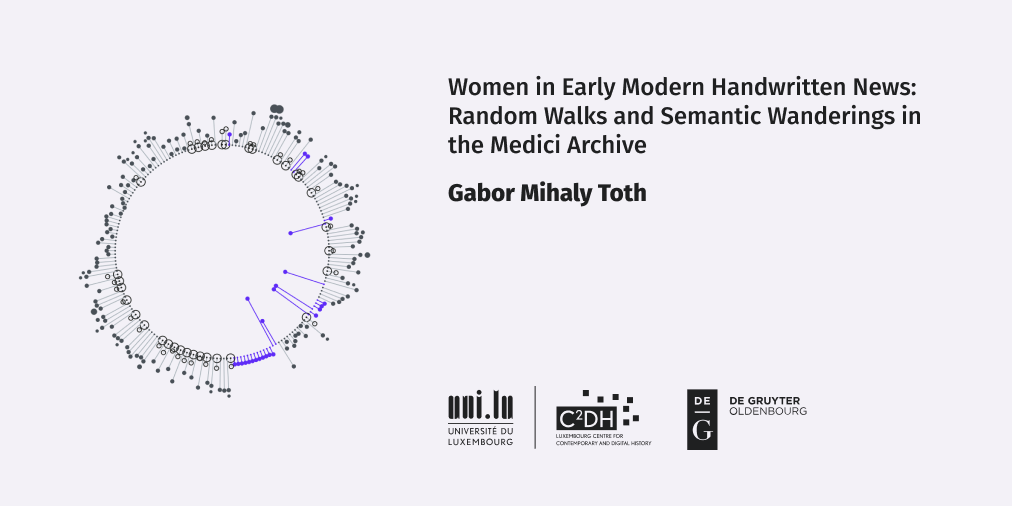 Women in Early Modern Handwritten News:
Random Walks and Semantic Wanderings in
the Medici Archive
Gabor Mihaly Toth
uni.lu
UNIVERSITÉ DU
LUXEMBOURG
C²DH
LUXEMBOURG CENTRE FOR
CONTEMPORARY AND DIGITAL HISTORY
DE
G
DE GRUYTER
OLDENBOURG